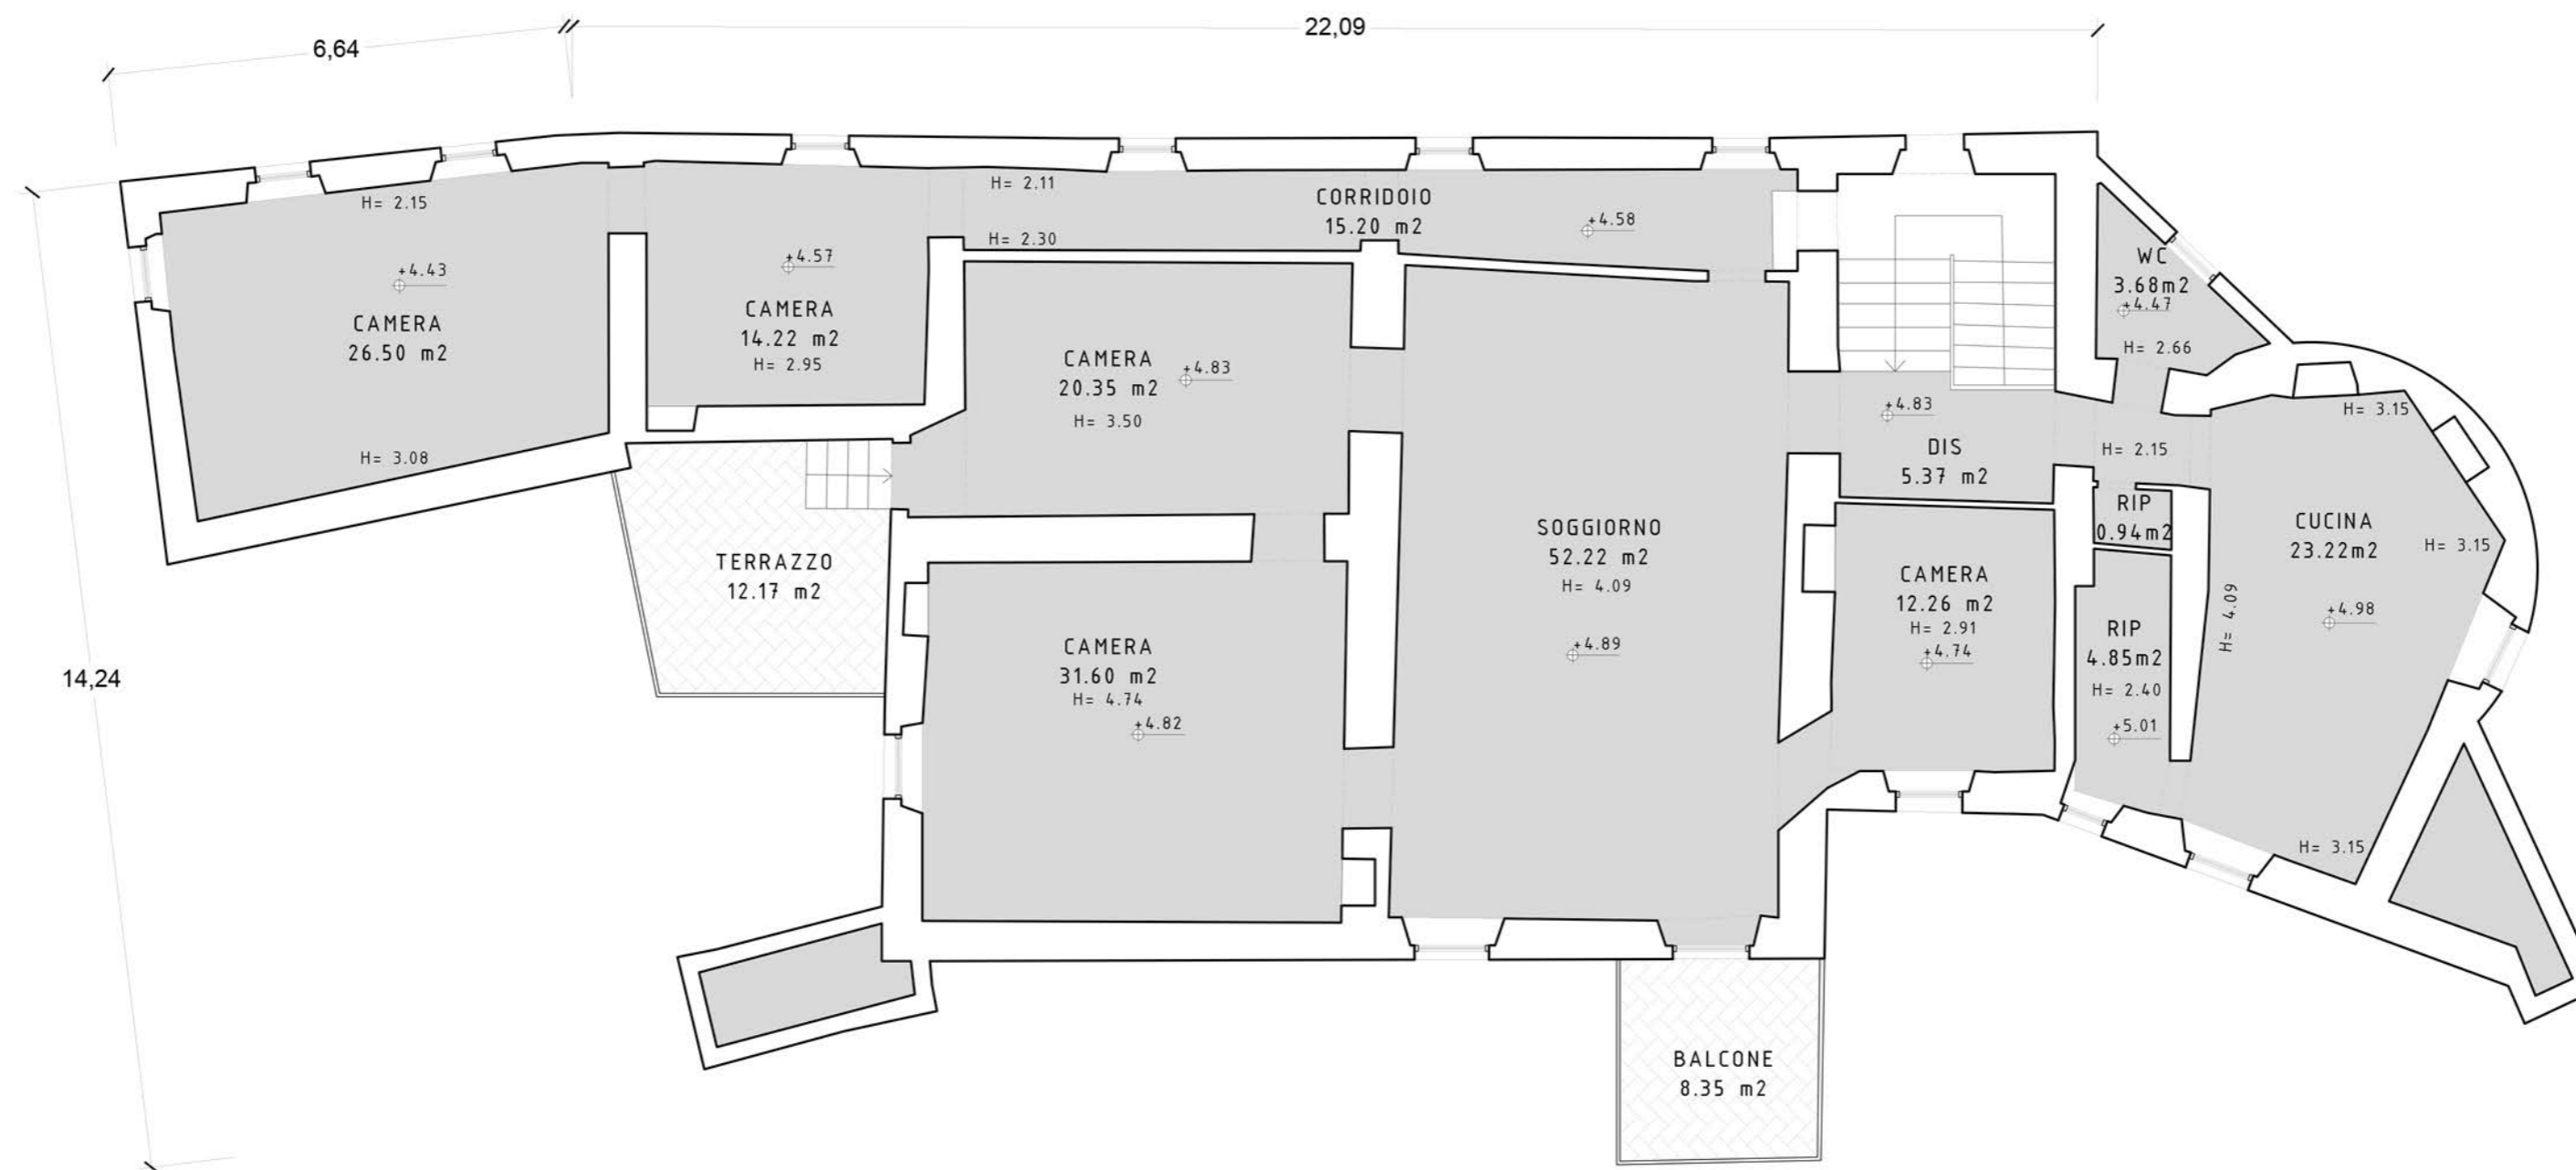 6,64
22,09
14,24
H= 2.15
+4.43
CAMERA
26.50 m2
H= 3.08
+4.57
CAMERA
14.22 m2
H= 2.95
H= 2.11
H= 2.30
CORRIDOIO
15.20 m2
+4.58
CAMERA
20.35 m2
+4.83
H= 3.50
TERRAZZO
12.17 m2
CAMERA
31.60 m2
H= 4.74
+4.82
SOGGIORNO
52.22 m2
H= 4.09
+4.89
+4.83
DIS
5.37 m2
CAMERA
12.26 m2
H= 2.91
+4.74
WC
3.68m2
+4.47
H= 2.66
H= 2.15
RIP
0.94m2
RIP
4.85m2
H= 2.40
+5.01
H= 3.15
CUCINA
23.22m2
H= 3.15
H= 4.09
+4.98
H= 3.15
BALCONE
8.35 m2